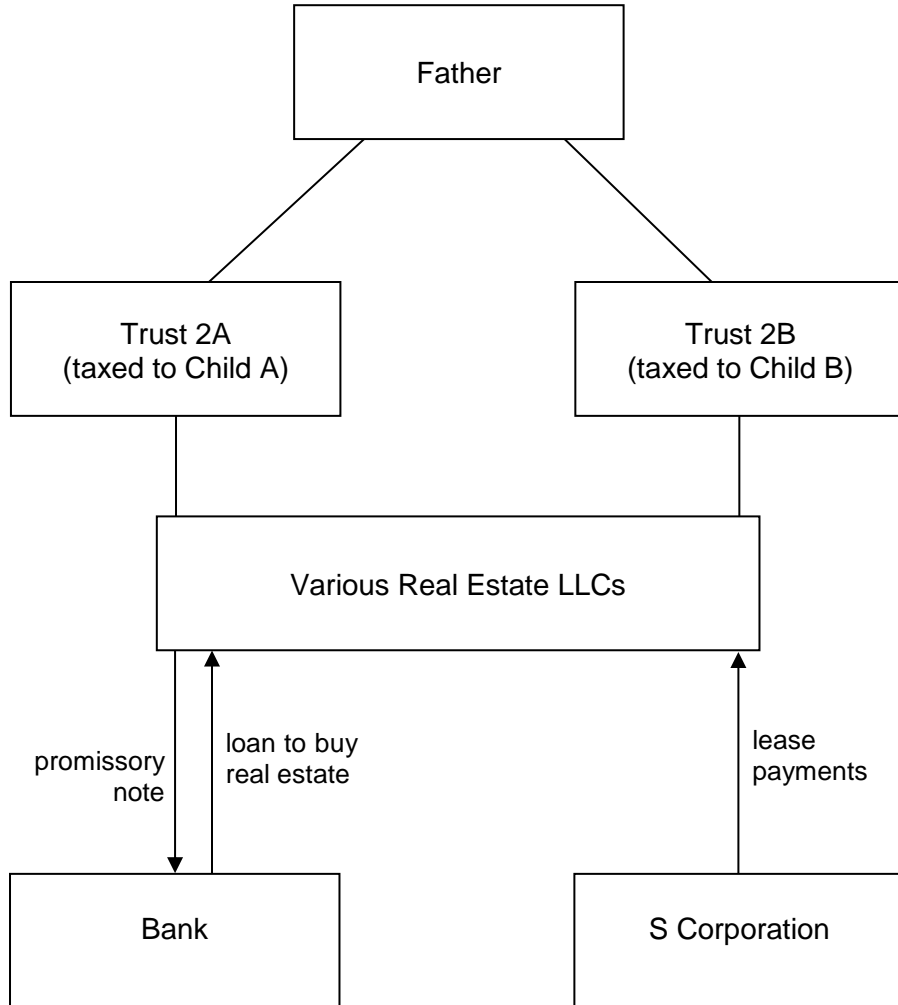 Father
Trust 2A
(taxed to Child A)
Trust 2B
(taxed to Child B)
Various Real Estate LLCs
promissory
note
loan to buy
real estate
lease
payments
Bank
S Corporation